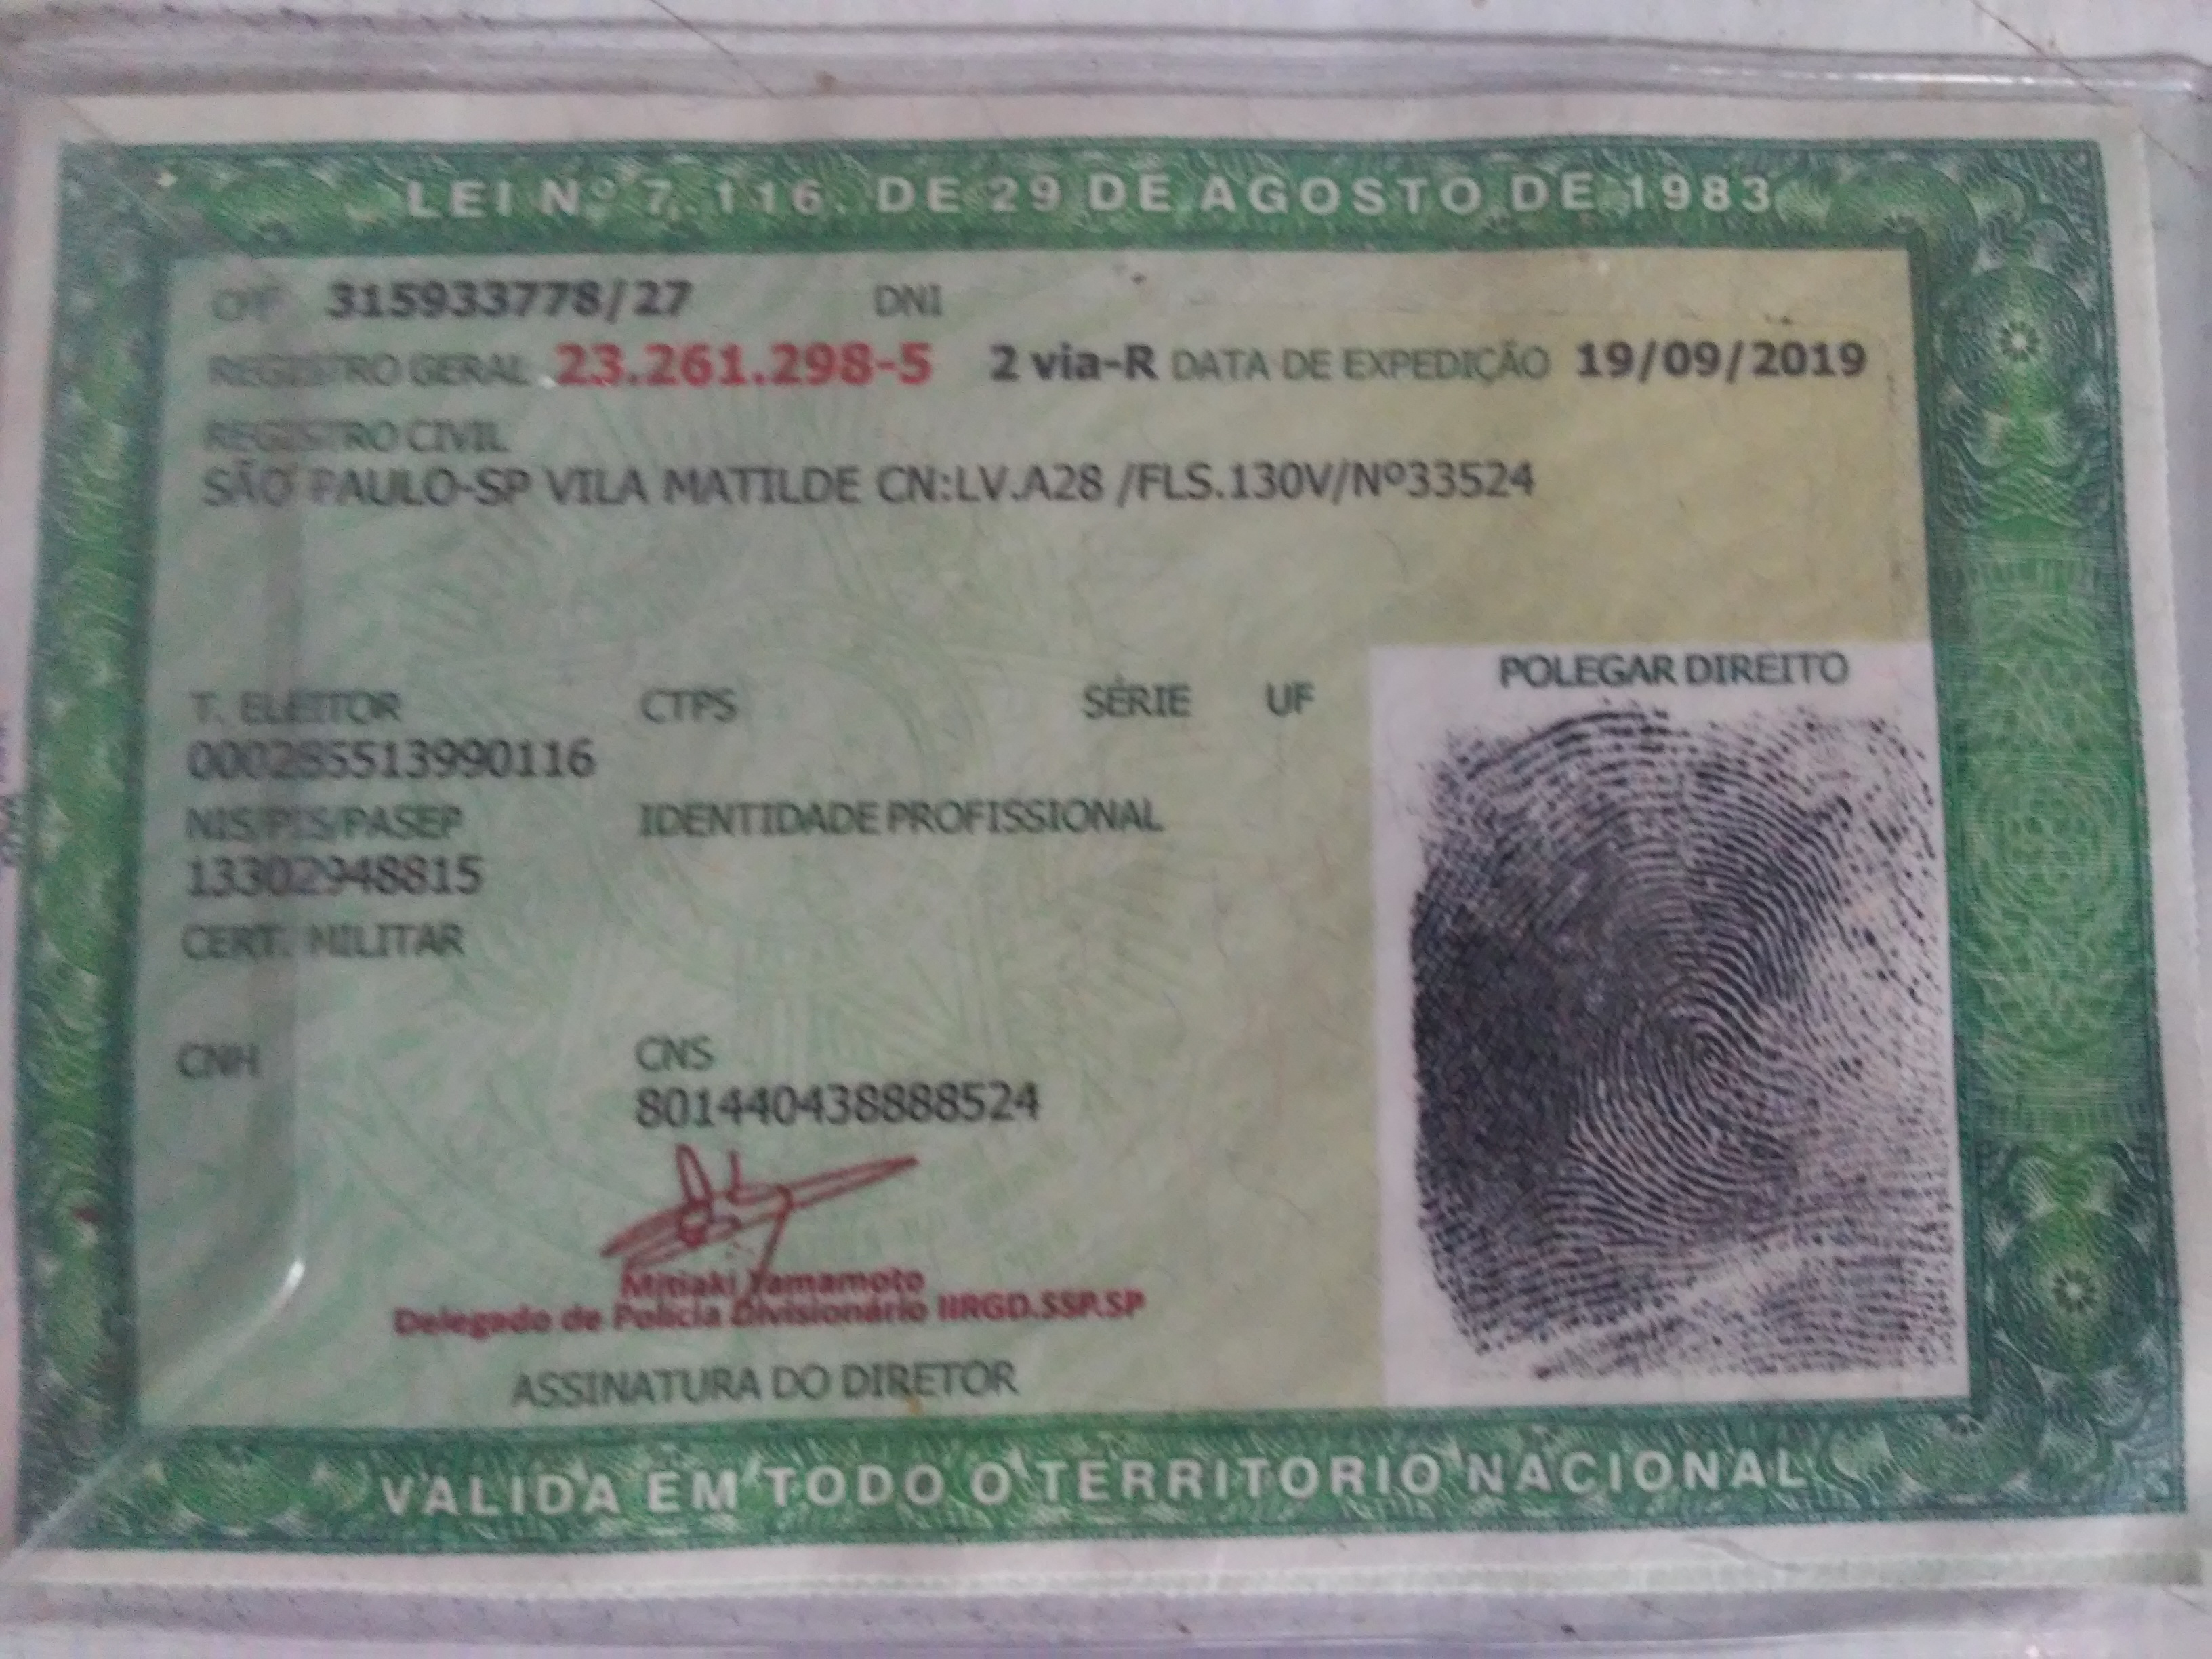 LEI Nº 7.116, DE 29 DE AGOSTO DE 1983
CPF 315933778/27 DNI
REGISTRO GERAL 23.261.298-5 2 via-R DATA DE EXPEDIÇÃO 19/09/2019
REGISTRO CIVIL
SÃO PAULO-SP VILA MATILDE CN:LV.A28 /FLS.130V/Nº33524
T. ELEITOR CTPS SÉRIE UF
000285513990116
NIS/PIS/PASEP IDENTIDADE PROFISSIONAL
13302948815
CERT. MILITAR
CNH CNS
801440438888524
POLEGAR DIREITO
Mitiaki Yamamoto
Delegado de Polícia Divisionário IIRGD.SSP.SP
ASSINATURA DO DIRETOR
VÁLIDA EM TODO O TERRITÓRIO NACIONAL